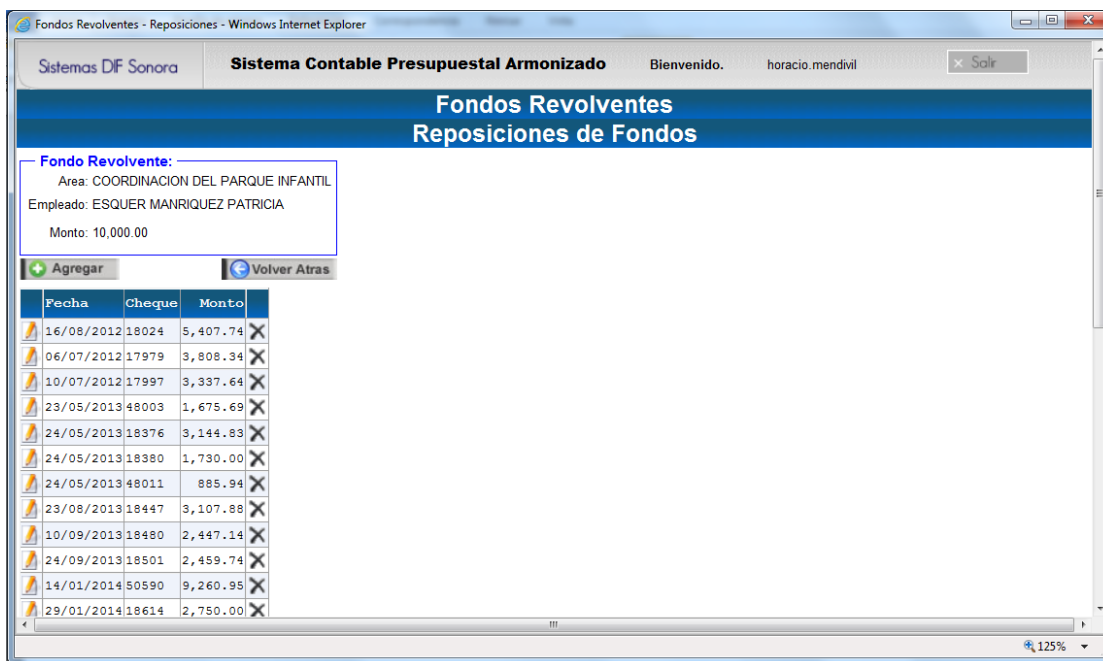 Fondos Revolventes - Reposiciones - Windows Internet Explorer
Sistemas DIF Sonora Sistema Contable Presupuestal Armonizado Bienvenido. horacio.mendivil Salir
Fondos Revolventes
Reposiciones de Fondos
Fondo Revolvente:
Area: COORDINACION DEL PARQUE INFANTIL
Empleado: ESQUER MANRIQUEZ PATRICIA
Monto: 10,000.00
Agregar Volver Atras
Fecha Cheque Monto
16/08/2012 18024 5,407.74
06/07/2012 17979 3,808.34
10/07/2012 17997 3,337.64
23/05/2013 48003 1,675.69
24/05/2013 18376 3,144.83
24/05/2013 18380 1,730.00
24/05/2013 48011 885.94
23/08/2013 18447 3,107.88
10/09/2013 18480 2,447.14
24/09/2013 18501 2,459.74
14/01/2014 50590 9,260.95
29/01/2014 18614 2,750.00
125%